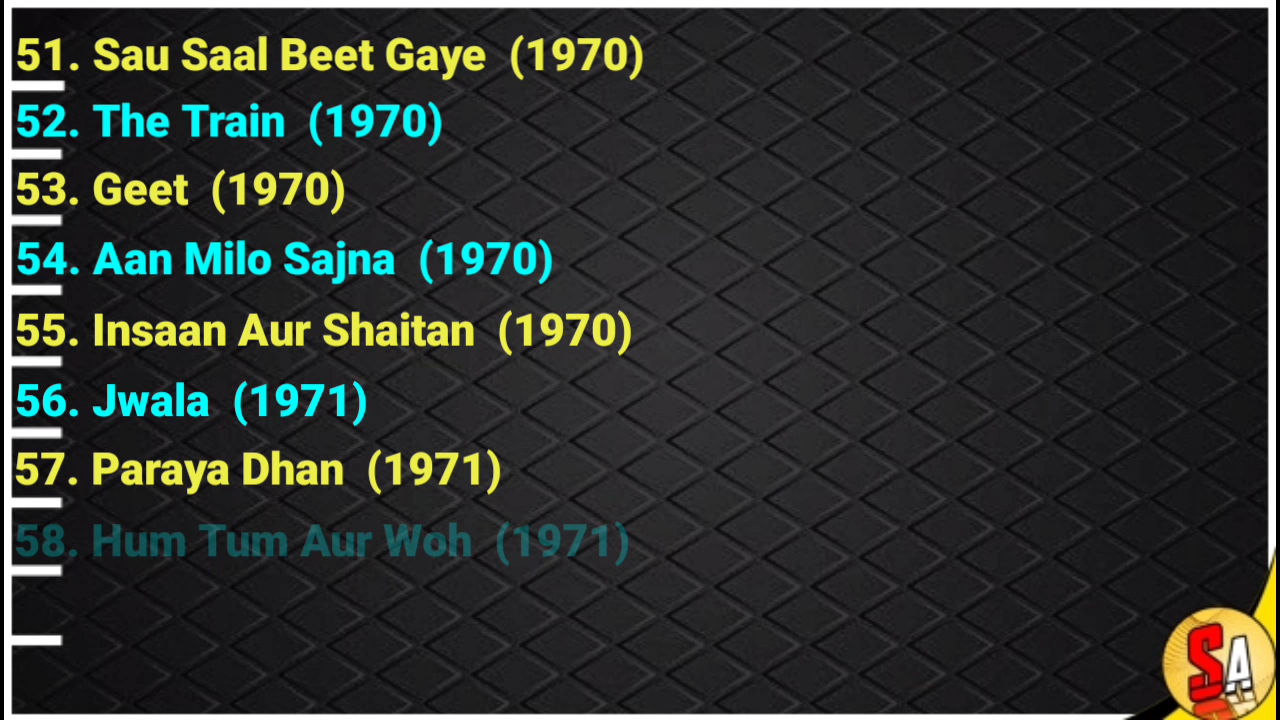 51. Sau Saal Beet Gaye (1970)
52. The Train (1970)
53. Geet (1970)
54. Aan Milo Sajna (1970)
55. Insaan Aur Shaitan (1970)
56. Jwala (1971)
57. Paraya Dhan (1971)
58. Hum Tum Aur Woh (1971)
SA